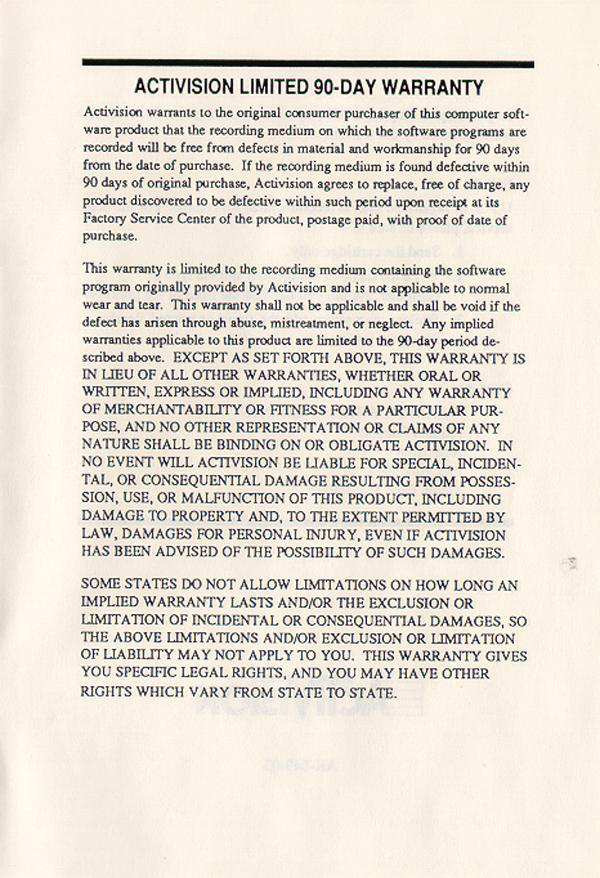 ACTIVISION LIMITED 90-DAY WARRANTY
Activision warrants to the original consumer purchaser of this computer soft-
ware product that the recording medium on which the software programs are
recorded will be free from defects in material and workmanship for 90 days
from the date of purchase. If the recording medium is found defective within
90 days of original purchase, Activision agrees to replace, free of charge, any
product discovered to be defective within such period upon receipt at its
Factory Service Center of the product, postage paid, with proof of date of
purchase.
This warranty is limited to the recording medium containing the software
program originally provided by Activision and is not applicable to normal
wear and tear. This warranty shall not be applicable and shall be void if the
defect has arisen through abuse, mistreatment, or neglect. Any implied
warranties applicable to this product are limited to the 90-day period de-
scribed above. EXCEPT AS SET FORTH ABOVE, THIS WARRANTY IS
IN LIEU OF ALL OTHER WARRANTIES, WHETHER ORAL OR
WRITTEN, EXPRESS OR IMPLIED, INCLUDING ANY WARRANTY
OF MERCHANTABILITY OR FITNESS FOR A PARTICULAR PUR-
POSE, AND NO OTHER REPRESENTATION OR CLAIMS OF ANY
NATURE SHALL BE BINDING ON OR OBLIGATE ACTIVISION. IN
NO EVENT WILL ACTIVISION BE LIABLE FOR SPECIAL, INCIDEN-
TAL, OR CONSEQUENTIAL DAMAGE RESULTING FROM POSSES-
SION, USE, OR MALFUNCTION OF THIS PRODUCT, INCLUDING
DAMAGE TO PROPERTY AND, TO THE EXTENT PERMITTED BY
LAW, DAMAGES FOR PERSONAL INJURY, EVEN IF ACTIVISION
HAS BEEN ADVISED OF THE POSSIBILITY OF SUCH DAMAGES.
SOME STATES DO NOT ALLOW LIMITATIONS ON HOW LONG AN
IMPLIED WARRANTY LASTS AND/OR THE EXCLUSION OR
LIMITATION OF INCIDENTAL OR CONSEQUENTIAL DAMAGES, SO
THE ABOVE LIMITATIONS AND/OR EXCLUSION OR LIMITATION
OF LIABILITY MAY NOT APPLY TO YOU. THIS WARRANTY GIVES
YOU SPECIFIC LEGAL RIGHTS, AND YOU MAY HAVE OTHER
RIGHTS WHICH VARY FROM STATE TO STATE.